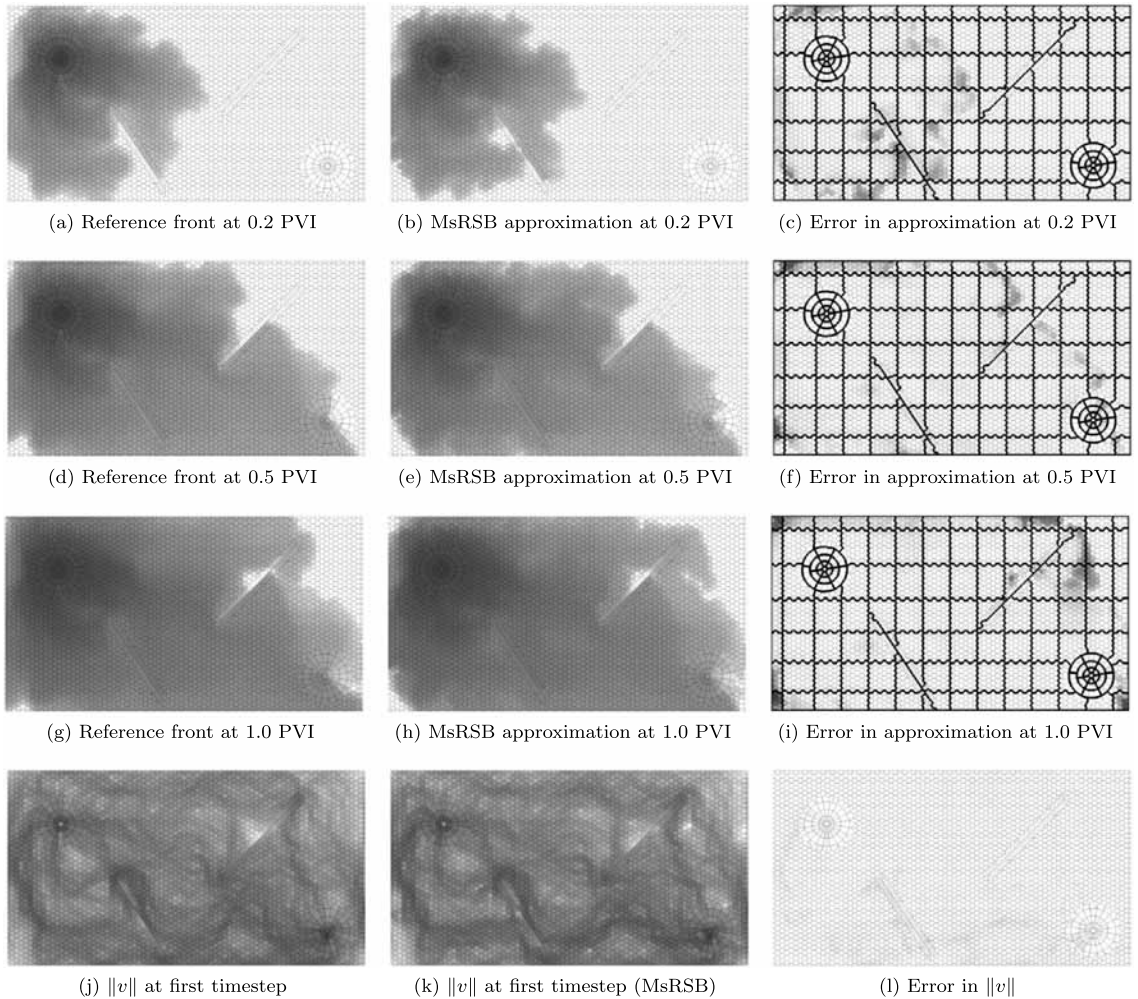 (a) Reference front at 0.2 PVI
(b) MsRSB approximation at 0.2 PVI
(c) Error in approximation at 0.2 PVI
(d) Reference front at 0.5 PVI
(e) MsRSB approximation at 0.5 PVI
(f) Error in approximation at 0.5 PVI
(g) Reference front at 1.0 PVI
(h) MsRSB approximation at 1.0 PVI
(i) Error in approximation at 1.0 PVI
(j) ‖v‖ at first timestep
(k) ‖v‖ at first timestep (MsRSB)
(l) Error in ‖v‖